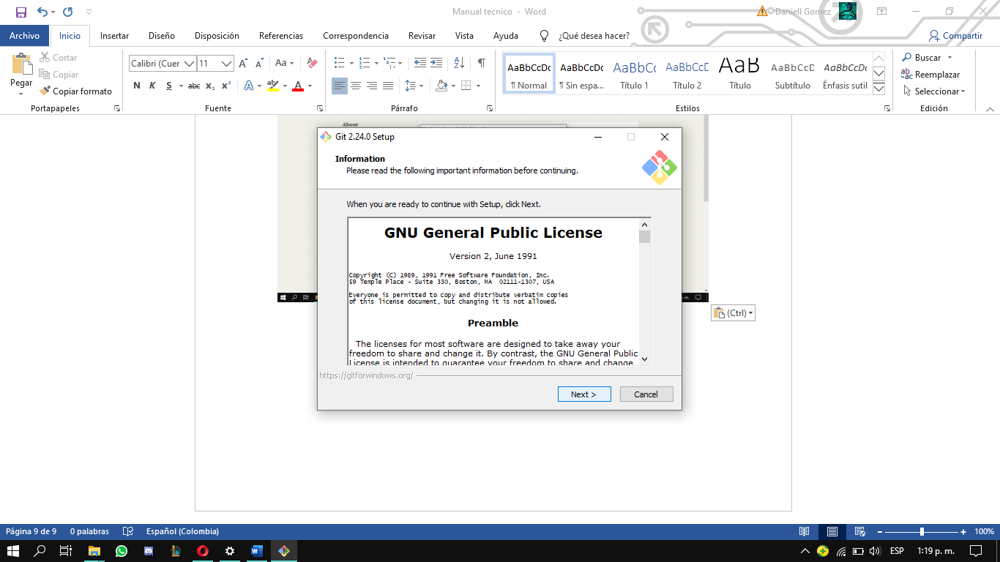 Manual tecnico - Word
Daniell Gomez
Archivo Inicio Insertar Diseño Disposición Referencias Correspondencia Revisar Vista Ayuda ¿Qué desea hacer? Compartir
Pegar
Cortar
Copiar
Copiar formato
Portapapeles
Calibri (Cuer 11
Aa
N K S abc x₂ x² A aby A
Fuente
Párrafo
AaBbCcDc AaBbCcDc AaBbCc AaBbCcD AaB AaBbCcD AaBbCcDc
¶ Normal ¶ Sin espa... Título 1 Título 2 Título Subtítulo Énfasis sutil
Estilos
Buscar
Reemplazar
Seleccionar
Edición
About
Git 2.24.0 Setup
Information
Please read the following important information before continuing.
When you are ready to continue with Setup, click Next.
GNU General Public License
Version 2, June 1991
Copyright (C) 1989, 1991 Free Software Foundation, Inc.
59 Temple Place - Suite 330, Boston, MA  02111-1307, USA
Everyone is permitted to copy and distribute verbatim copies
of this license document, but changing it is not allowed.
Preamble
The licenses for most software are designed to take away your
freedom to share and change it. By contrast, the GNU General Public
License is intended to guarantee your freedom to share and change
https://gitforwindows.org/
Next >
Cancel
(Ctrl)
Página 9 de 9 0 palabras Español (Colombia) 100%
ESP 1:19 p. m.